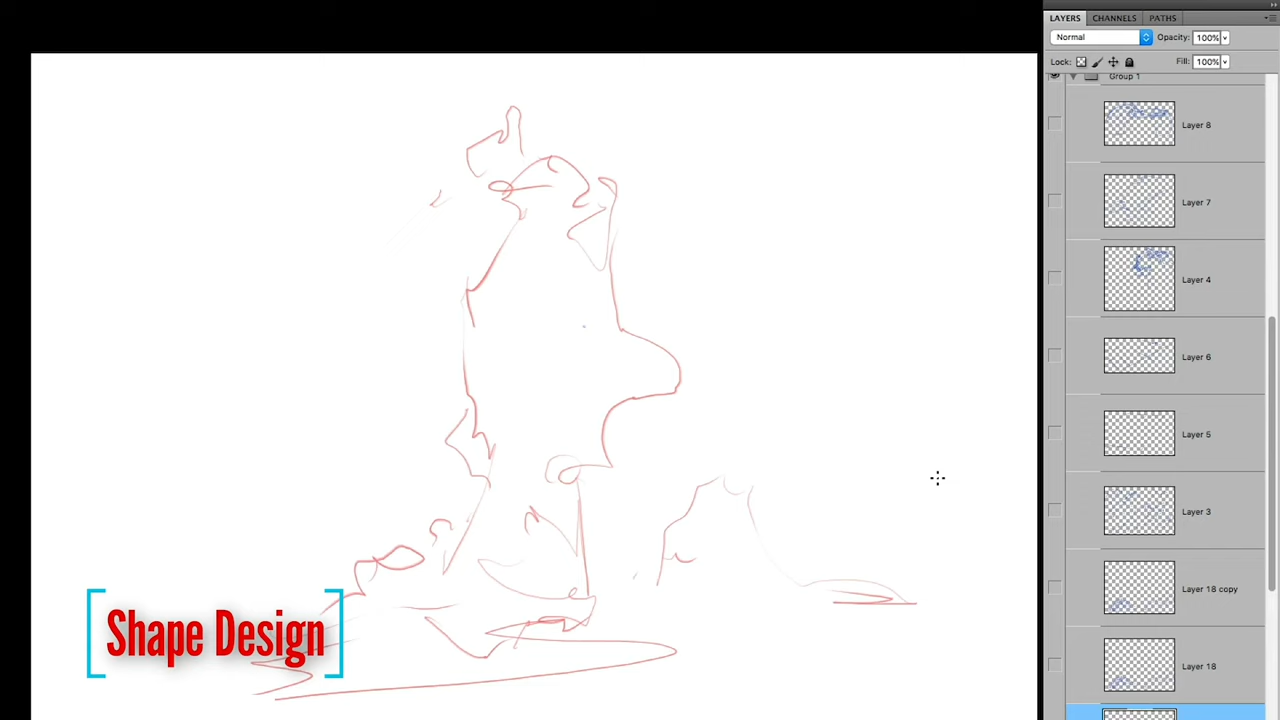 LAYERS CHANNELS PATHS
Normal Opacity: 100%
Lock: Fill: 100%
Group 1
Layer 8
Layer 7
Layer 4
Layer 6
Layer 5
Layer 3
Layer 18 copy
Layer 18
Shape Design